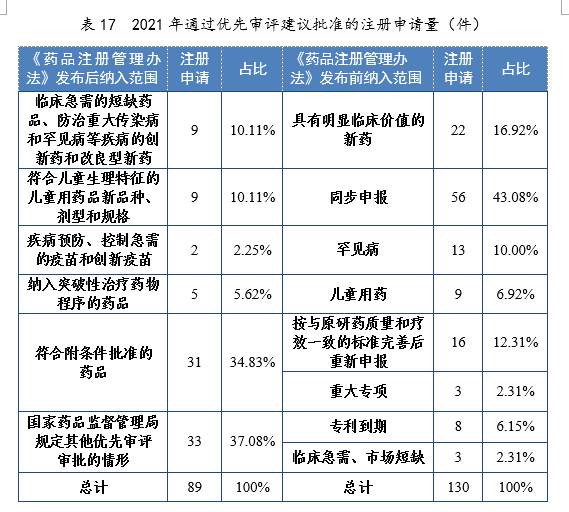 表 17 2021 年通过优先审评建议批准的注册申请量（件）
《药品注册管理办
法》发布后纳入范围
注册
申请
占比
《药品注册管理办
法》发布前纳入范围
注册
申请
占比
临床急需的短缺药
品、防治重大传染病
和罕见病等疾病的创
新药和改良型新药
9
10.11%
具有明显临床价值的
新药
22
16.92%
符合儿童生理特征的
儿童用药品新品种、
剂型和规格
9
10.11%
同步申报
56
43.08%
疾病预防、控制急需
的疫苗和创新疫苗
2
2.25%
罕见病
13
10.00%
纳入突破性治疗药物
程序的药品
5
5.62%
儿童用药
9
6.92%
符合附条件批准的
药品
31
34.83%
按与原研药质量和疗
效一致的标准完善后
重新申报
16
12.31%
重大专项
3
2.31%
国家药品监督管理局
规定其他优先审评
审批的情形
33
37.08%
专利到期
8
6.15%
临床急需、市场短缺
3
2.31%
总计
89
100%
总计
130
100%